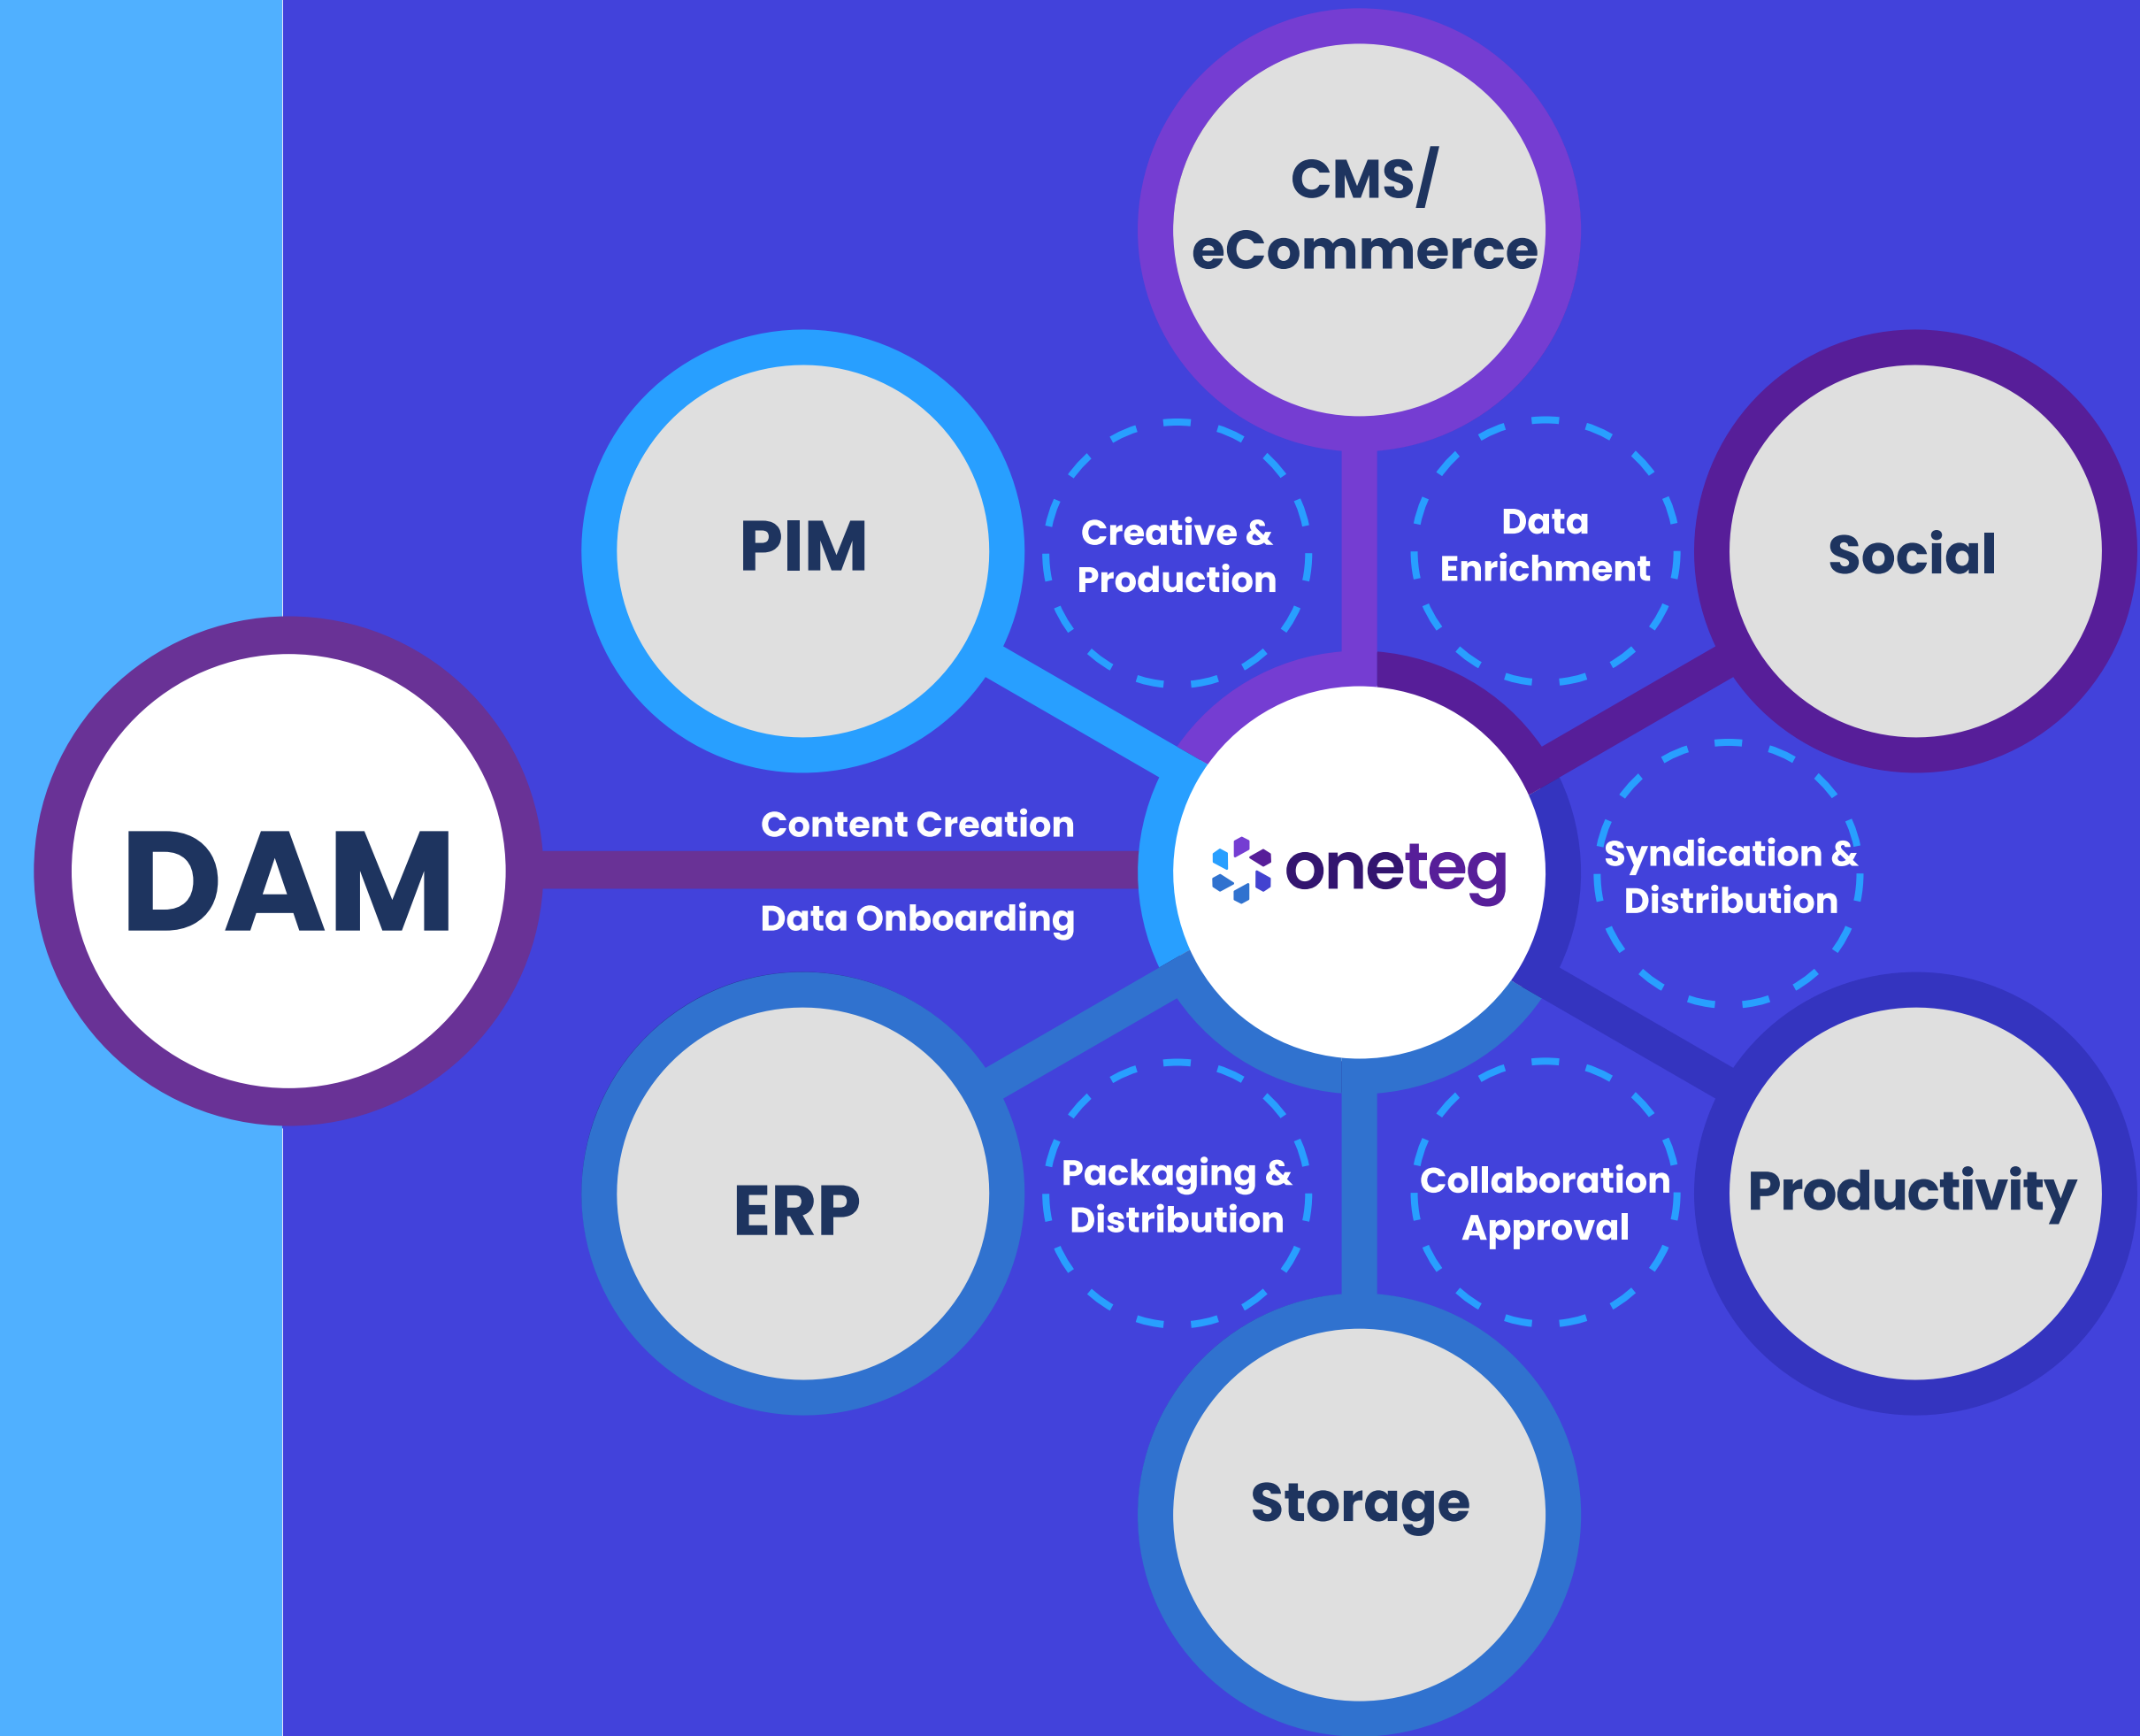 CMS/
eCommerce
PIM
Creative &
Production
Data
Enrichment
Social
DAM
Content Creation
Data Onboarding
oneteg
Syndication &
Distribution
ERP
Packaging &
Distribution
Collaboration
Approval
Productivity
Storage